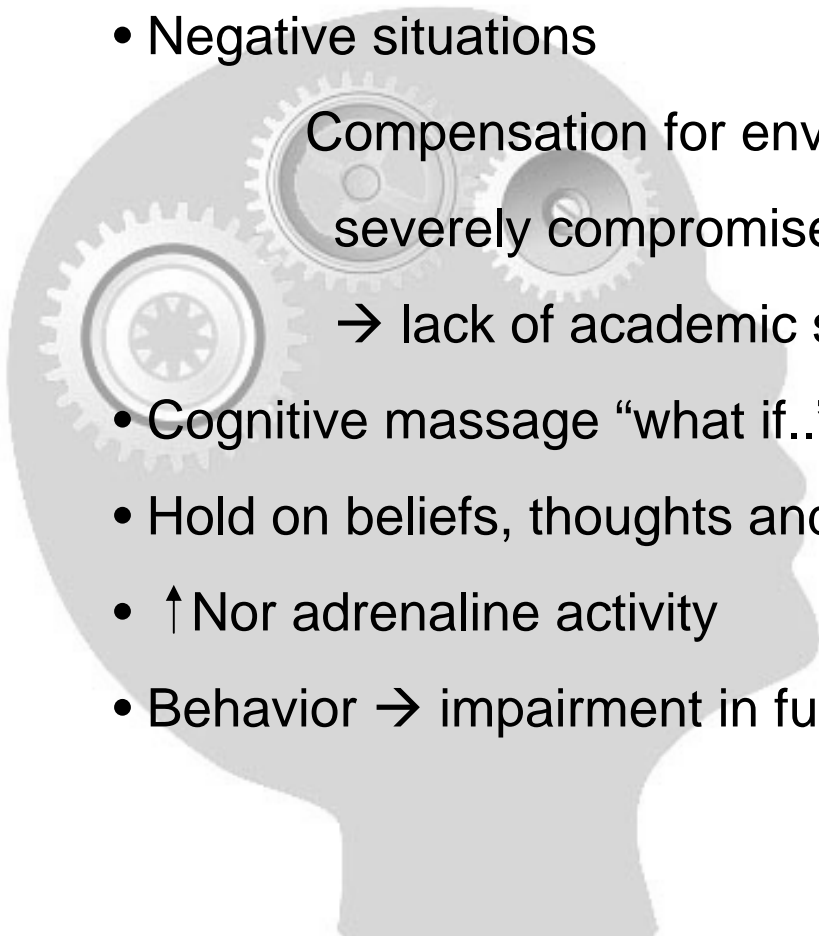 • Negative situations
Compensation for env
severely compromise
→ lack of academic s
• Cognitive massage “what if..”
• Hold on beliefs, thoughts and
• ↑Nor adrenaline activity
• Behavior → impairment in fu